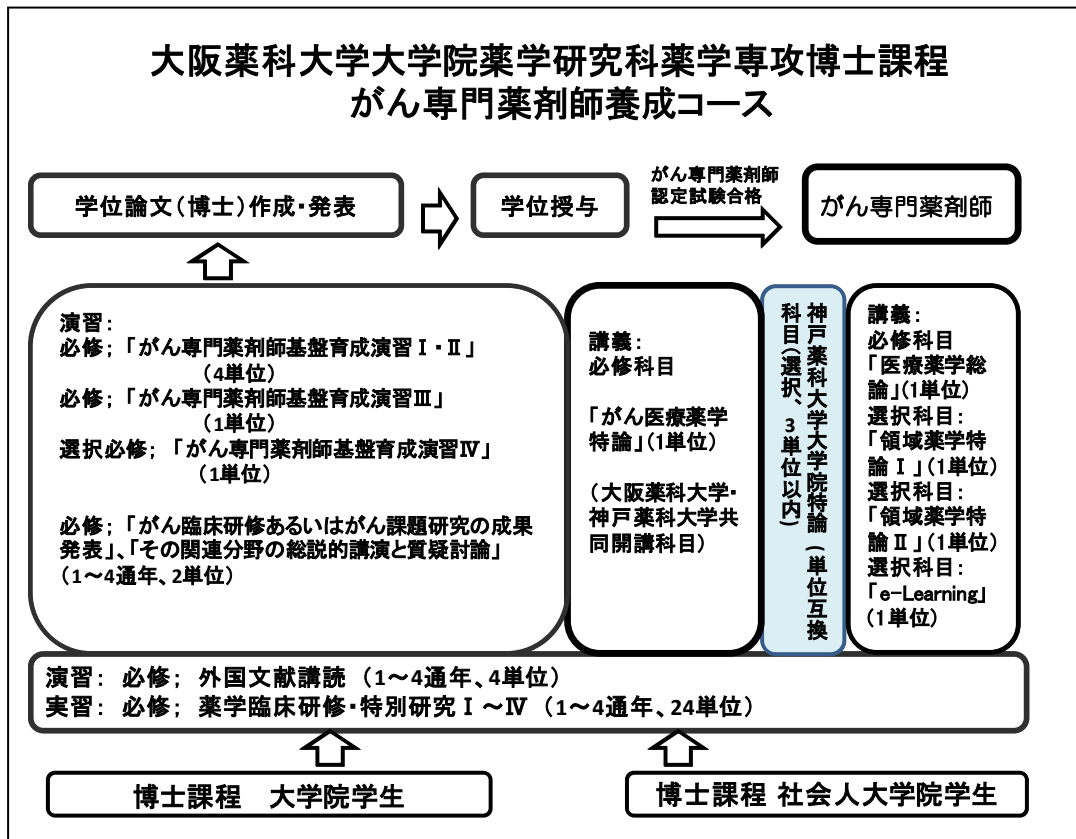 大阪薬科大学大学院薬学研究科薬学専攻博士課程
がん専門薬剤師養成コース
学位論文(博士)作成・発表
学位授与
がん専門薬剤師
認定試験合格
がん専門薬剤師
演習:
必修;「がん専門薬剤師基盤育成演習Ⅰ・Ⅱ」
(4単位)
必修;「がん専門薬剤師基盤育成演習Ⅲ」
(1単位)
選択必修; 「がん専門薬剤師基盤育成演習Ⅳ」
(1単位)
必修;「がん臨床研修あるいはがん課題研究の成果
発表」、「その関連分野の総説的講演と質疑討論」
(1~4通年、2単位)
講義:
必修科目
「がん医療薬学
特論」(1単位)
(大阪薬科大学・
神戸薬科大学共
同開講科目)
神戸薬科大学大学院特論 (単位互換
科目(選択、3単位以内)
講義:
必修科目
「医療薬学総
論」(1単位)
選択科目:
「領域薬学特
論Ⅰ」(1単位)
選択科目:
「領域薬学特
論Ⅱ」(1単位)
選択科目:
「e-Learning」
(1単位)
演習: 必修; 外国文献講読 (1~4通年、4単位)
実習: 必修; 薬学臨床研修・特別研究Ⅰ~Ⅳ (1~4通年、24単位)
博士課程 大学院学生
博士課程 社会人大学院学生